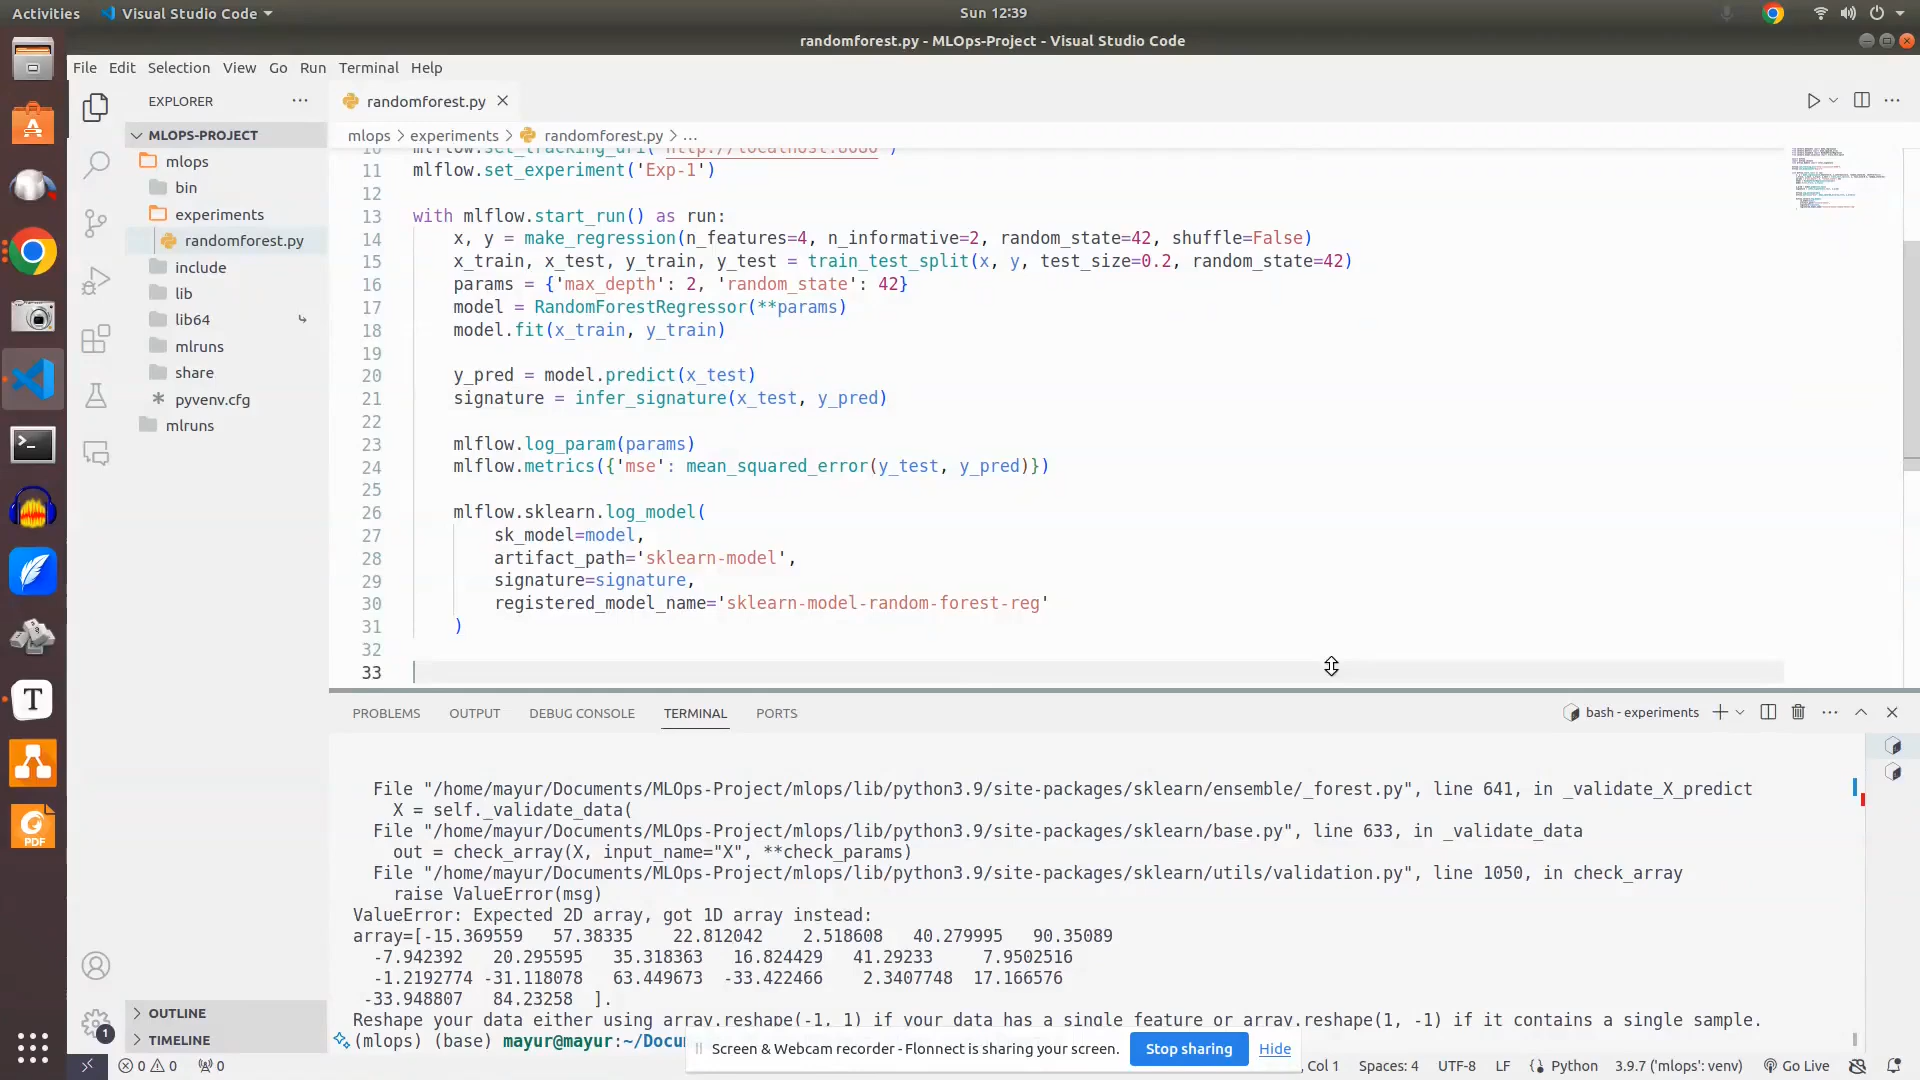 Activities Visual Studio Code Sun 12:39
randomforest.py - MLOps-Project - Visual Studio Code
File Edit Selection View Go Run Terminal Help
EXPLORER
MLOPS-PROJECT
mlops
bin
experiments
randomforest.py
include
lib
lib64
mlruns
share
pyvenv.cfg
mlruns
OUTLINE
TIMELINE
randomforest.py
mlops > experiments > randomforest.py > ...
10 mlflow.set_tracking_uri('http://localhost:8080')
11 mlflow.set_experiment('Exp-1')
12
13 with mlflow.start_run() as run:
14 x, y = make_regression(n_features=4, n_informative=2, random_state=42, shuffle=False)
15 x_train, x_test, y_train, y_test = train_test_split(x, y, test_size=0.2, random_state=42)
16 params = {'max_depth': 2, 'random_state': 42}
17 model = RandomForestRegressor(**params)
18 model.fit(x_train, y_train)
19
20 y_pred = model.predict(x_test)
21 signature = infer_signature(x_test, y_pred)
22
23 mlflow.log_param(params)
24 mlflow.metrics({'mse': mean_squared_error(y_test, y_pred)})
25
26 mlflow.sklearn.log_model(
27 sk_model=model,
28 artifact_path='sklearn-model',
29 signature=signature,
30 registered_model_name='sklearn-model-random-forest-reg'
31 )
32
33
PROBLEMS OUTPUT DEBUG CONSOLE TERMINAL PORTS bash - experiments
File "/home/mayur/Documents/MLOps-Project/mlops/lib/python3.9/site-packages/sklearn/ensemble/_forest.py", line 641, in _validate_X_predict
X = self._validate_data(
File "/home/mayur/Documents/MLOps-Project/mlops/lib/python3.9/site-packages/sklearn/base.py", line 633, in _validate_data
out = check_array(X, input_name="X", **check_params)
File "/home/mayur/Documents/MLOps-Project/mlops/lib/python3.9/site-packages/sklearn/utils/validation.py", line 1050, in check_array
raise ValueError(msg)
ValueError: Expected 2D array, got 1D array instead:
array=[-15.369559 57.38335 22.812042 2.518608 40.279995 90.35089
-7.942392 20.295595 35.318363 16.824429 41.29233 7.9502516
-1.2192774 -31.118078 63.449673 -33.422466 2.3407748 17.166576
-33.948807 84.23258 ].
Reshape your data either using array.reshape(-1, 1) if your data has a single feature or array.reshape(1, -1) if it contains a single sample.
(mlops) (base) mayur@mayur:~/Docu
Screen & Webcam recorder - Flonnect is sharing your screen. Stop sharing Hide
1
0 0 0 , Col 1 Spaces: 4 UTF-8 LF Python 3.9.7 ('mlops': venv) Go Live
T
PDF